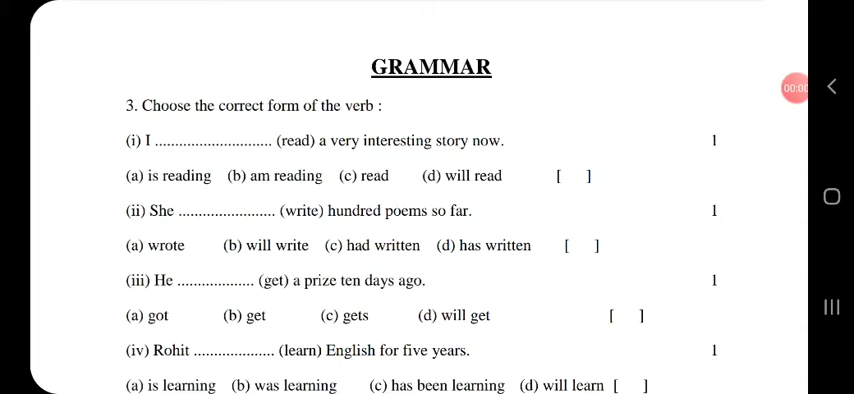 GRAMMAR
3. Choose the correct form of the verb :
(i) I ............................. (read) a very interesting story now. 1
(a) is reading (b) am reading (c) read (d) will read [ ]
(ii) She ........................ (write) hundred poems so far. 1
(a) wrote (b) will write (c) had written (d) has written [ ]
(iii) He ................... (get) a prize ten days ago. 1
(a) got (b) get (c) gets (d) will get [ ]
(iv) Rohit .................... (learn) English for five years. 1
(a) is learning (b) was learning (c) has been learning (d) will learn [ ]